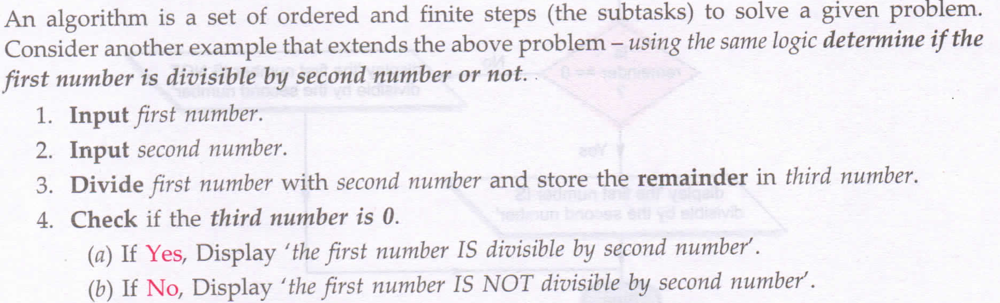 An algorithm is a set of ordered and finite steps (the subtasks) to solve a given problem.
Consider another example that extends the above problem – using the same logic determine if the
first number is divisible by second number or not.
1. Input first number.
2. Input second number.
3. Divide first number with second number and store the remainder in third number.
4. Check if the third number is 0.
(a) If Yes, Display 'the first number IS divisible by second number'.
(b) If No, Display 'the first number IS NOT divisible by second number'.